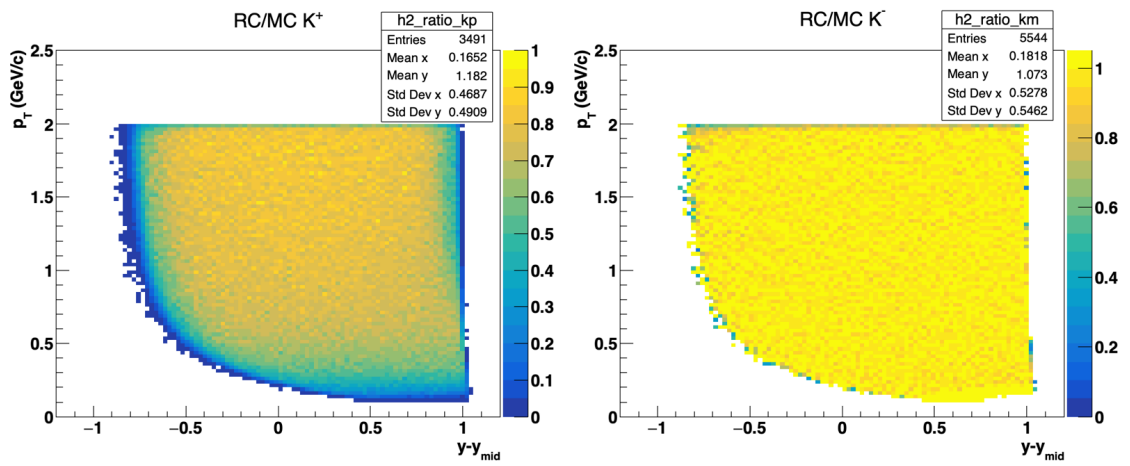 RC/MC K+
h2_ratio_kp
Entries 3491
Mean x 0.1652
Mean y 1.182
Std Dev x 0.4687
Std Dev y 0.4909
pT (GeV/c)
2.5
2
1.5
1
0.5
0
−1
−0.5
0
0.5
1
y-ymid
1
0.9
0.8
0.7
0.6
0.5
0.4
0.3
0.2
0.1
0
RC/MC K-
h2_ratio_km
Entries 5544
Mean x 0.1818
Mean y 1.073
Std Dev x 0.5278
Std Dev y 0.5462
pT (GeV/c)
2.5
2
1.5
1
0.5
0
−1
−0.5
0
0.5
1
y-ymid
1
0.8
0.6
0.4
0.2
0